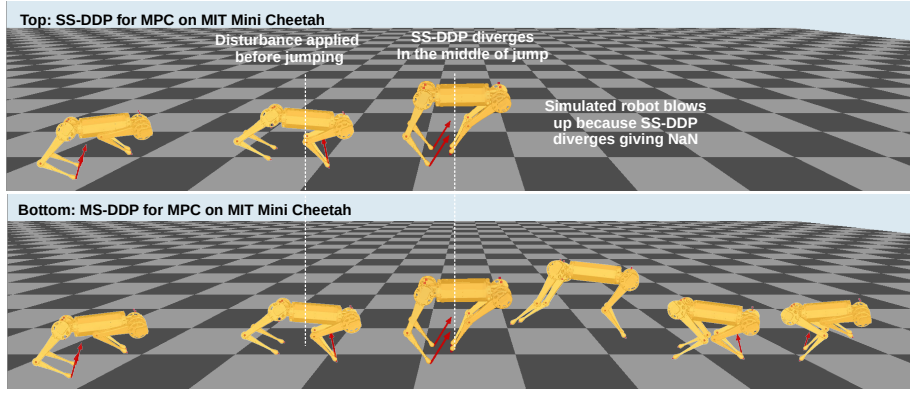 Top: SS-DDP for MPC on MIT Mini Cheetah
Disturbance applied
before jumping
SS-DDP diverges
In the middle of jump
Simulated robot blows
up because SS-DDP
diverges giving NaN
Bottom: MS-DDP for MPC on MIT Mini Cheetah